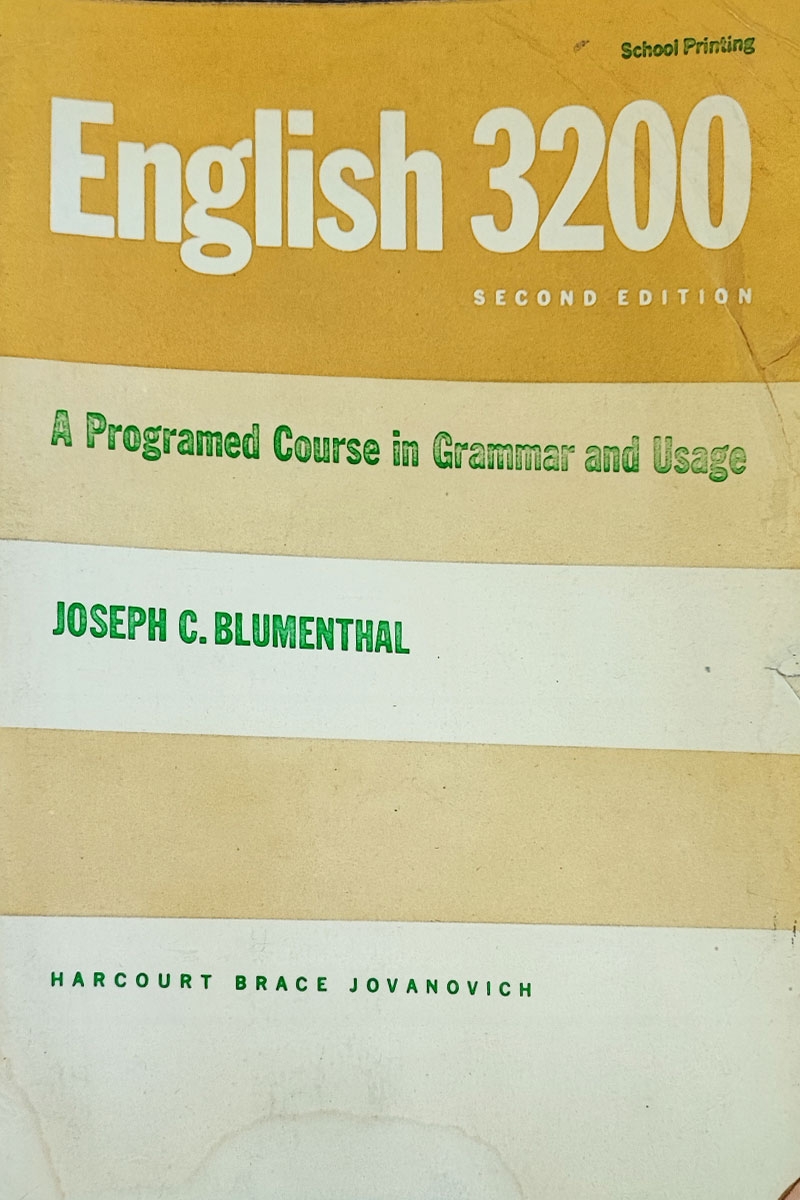 School Printing
English 3200
SECOND EDITION
A Programed Course in Grammar and Usage
JOSEPH C. BLUMENTHAL
HARCOURT BRACE JOVANOVICH